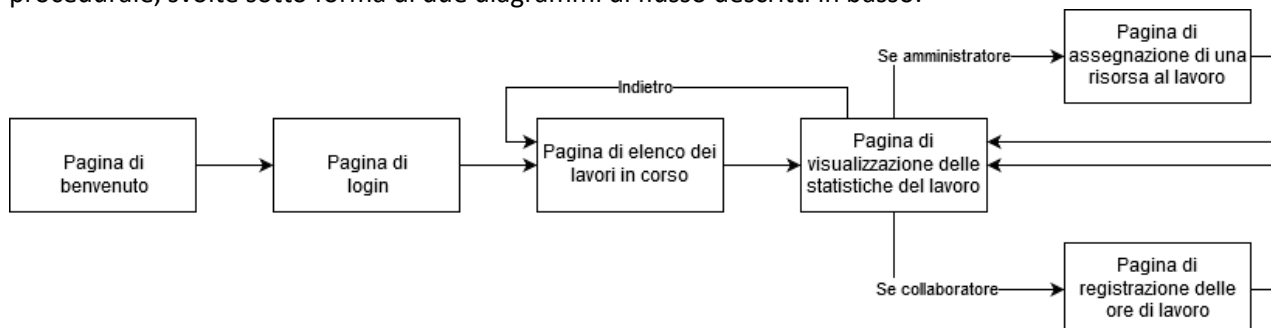 procedurale, svolte sotto forma di due diagrammi di flusso descritti in basso.
Pagina di
assegnazione di una
risorsa al lavoro
Se amministratore
Indietro
Pagina di
benvenuto
Pagina di
login
Pagina di elenco dei
lavori in corso
Pagina di
visualizzazione delle
statistiche del lavoro
Se collaboratore
Pagina di
registrazione delle
ore di lavoro